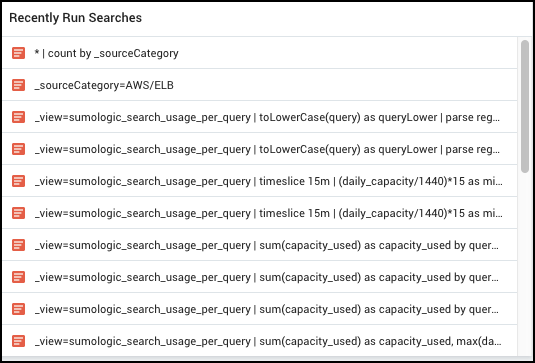 Recently Run Searches
* | count by _sourceCategory
_sourceCategory=AWS/ELB
_view=sumologic_search_usage_per_query | toLowerCase(query) as queryLower | parse reg...
_view=sumologic_search_usage_per_query | toLowerCase(query) as queryLower | parse reg...
_view=sumologic_search_usage_per_query | timeslice 15m | (daily_capacity/1440)*15 as mi...
_view=sumologic_search_usage_per_query | timeslice 15m | (daily_capacity/1440)*15 as mi...
_view=sumologic_search_usage_per_query | sum(capacity_used) as capacity_used by quer...
_view=sumologic_search_usage_per_query | sum(capacity_used) as capacity_used by quer...
_view=sumologic_search_usage_per_query | sum(capacity_used) as capacity_used by quer...
_view=sumologic_search_usage_per_query | sum(capacity_used) as capacity_used, max(da...